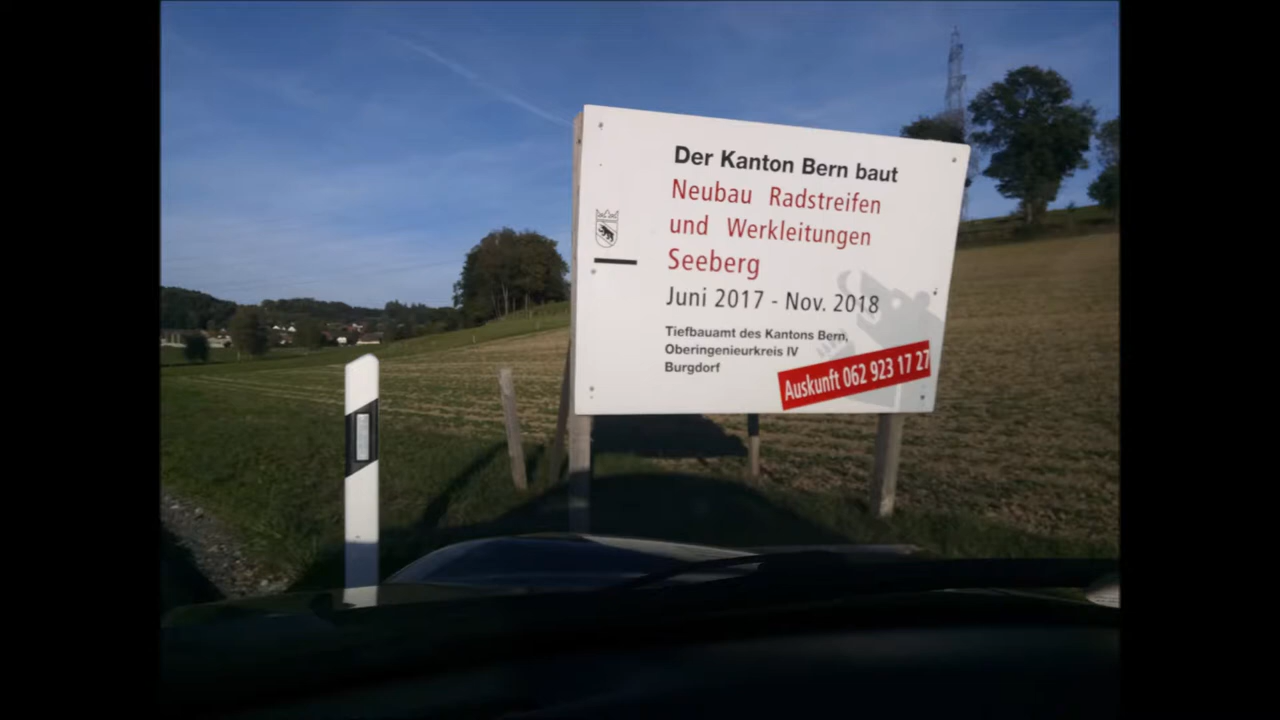 Der Kanton Bern baut
Neubau Radstreifen
und Werkleitungen
Seeberg
Juni 2017 - Nov. 2018
Tiefbauamt des Kantons Bern,
Oberingenieurkreis IV
Burgdorf
Auskunft 062 923 17 27